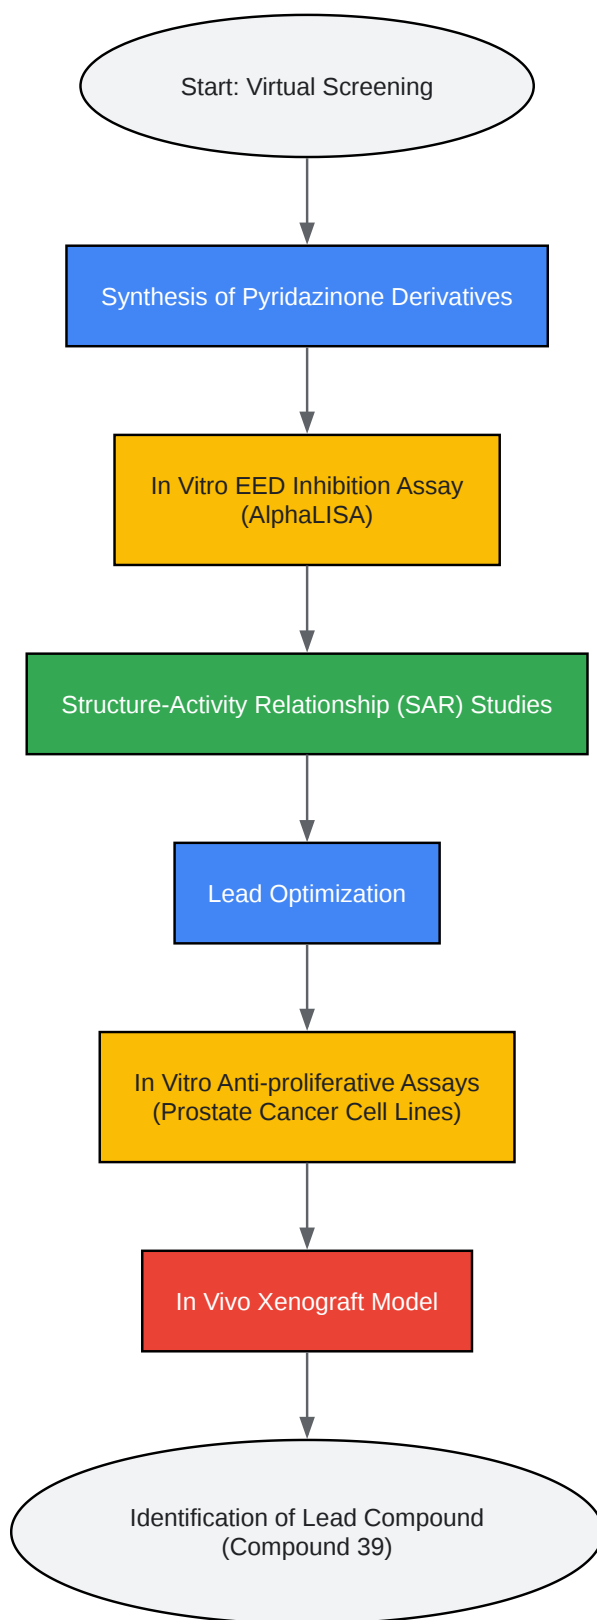 Start: Virtual Screening
Synthesis of Pyridazinone Derivatives
In Vitro EED Inhibition Assay
(AlphaLISA)
Structure-Activity Relationship (SAR) Studies
Lead Optimization
In Vitro Anti-proliferative Assays
(Prostate Cancer Cell Lines)
In Vivo Xenograft Model
Identification of Lead Compound
(Compound 39)